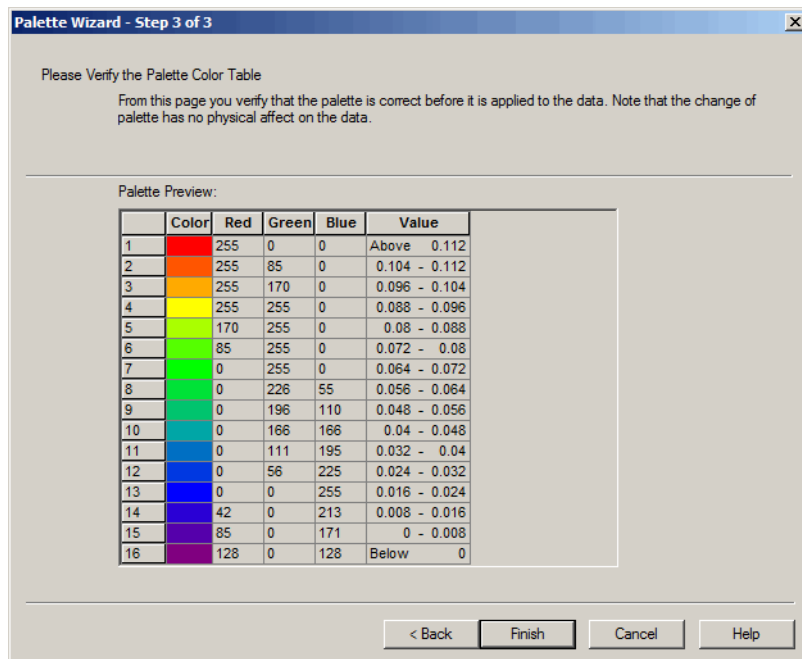 Palette Wizard - Step 3 of 3
Please Verify the Palette Color Table
From this page you verify that the palette is correct before it is applied to the data. Note that the change of
palette has no physical affect on the data.
Palette Preview:
Color Red Green Blue Value
1 255 0 0 Above 0.112
2 255 85 0 0.104 - 0.112
3 255 170 0 0.096 - 0.104
4 255 255 0 0.088 - 0.096
5 170 255 0 0.08 - 0.088
6 85 255 0 0.072 - 0.08
7 0 255 0 0.064 - 0.072
8 0 226 55 0.056 - 0.064
9 0 196 110 0.048 - 0.056
10 0 166 166 0.04 - 0.048
11 0 111 195 0.032 - 0.04
12 0 56 225 0.024 - 0.032
13 0 0 255 0.016 - 0.024
14 42 0 213 0.008 - 0.016
15 85 0 171 0 - 0.008
16 128 0 128 Below 0
< Back Finish Cancel Help